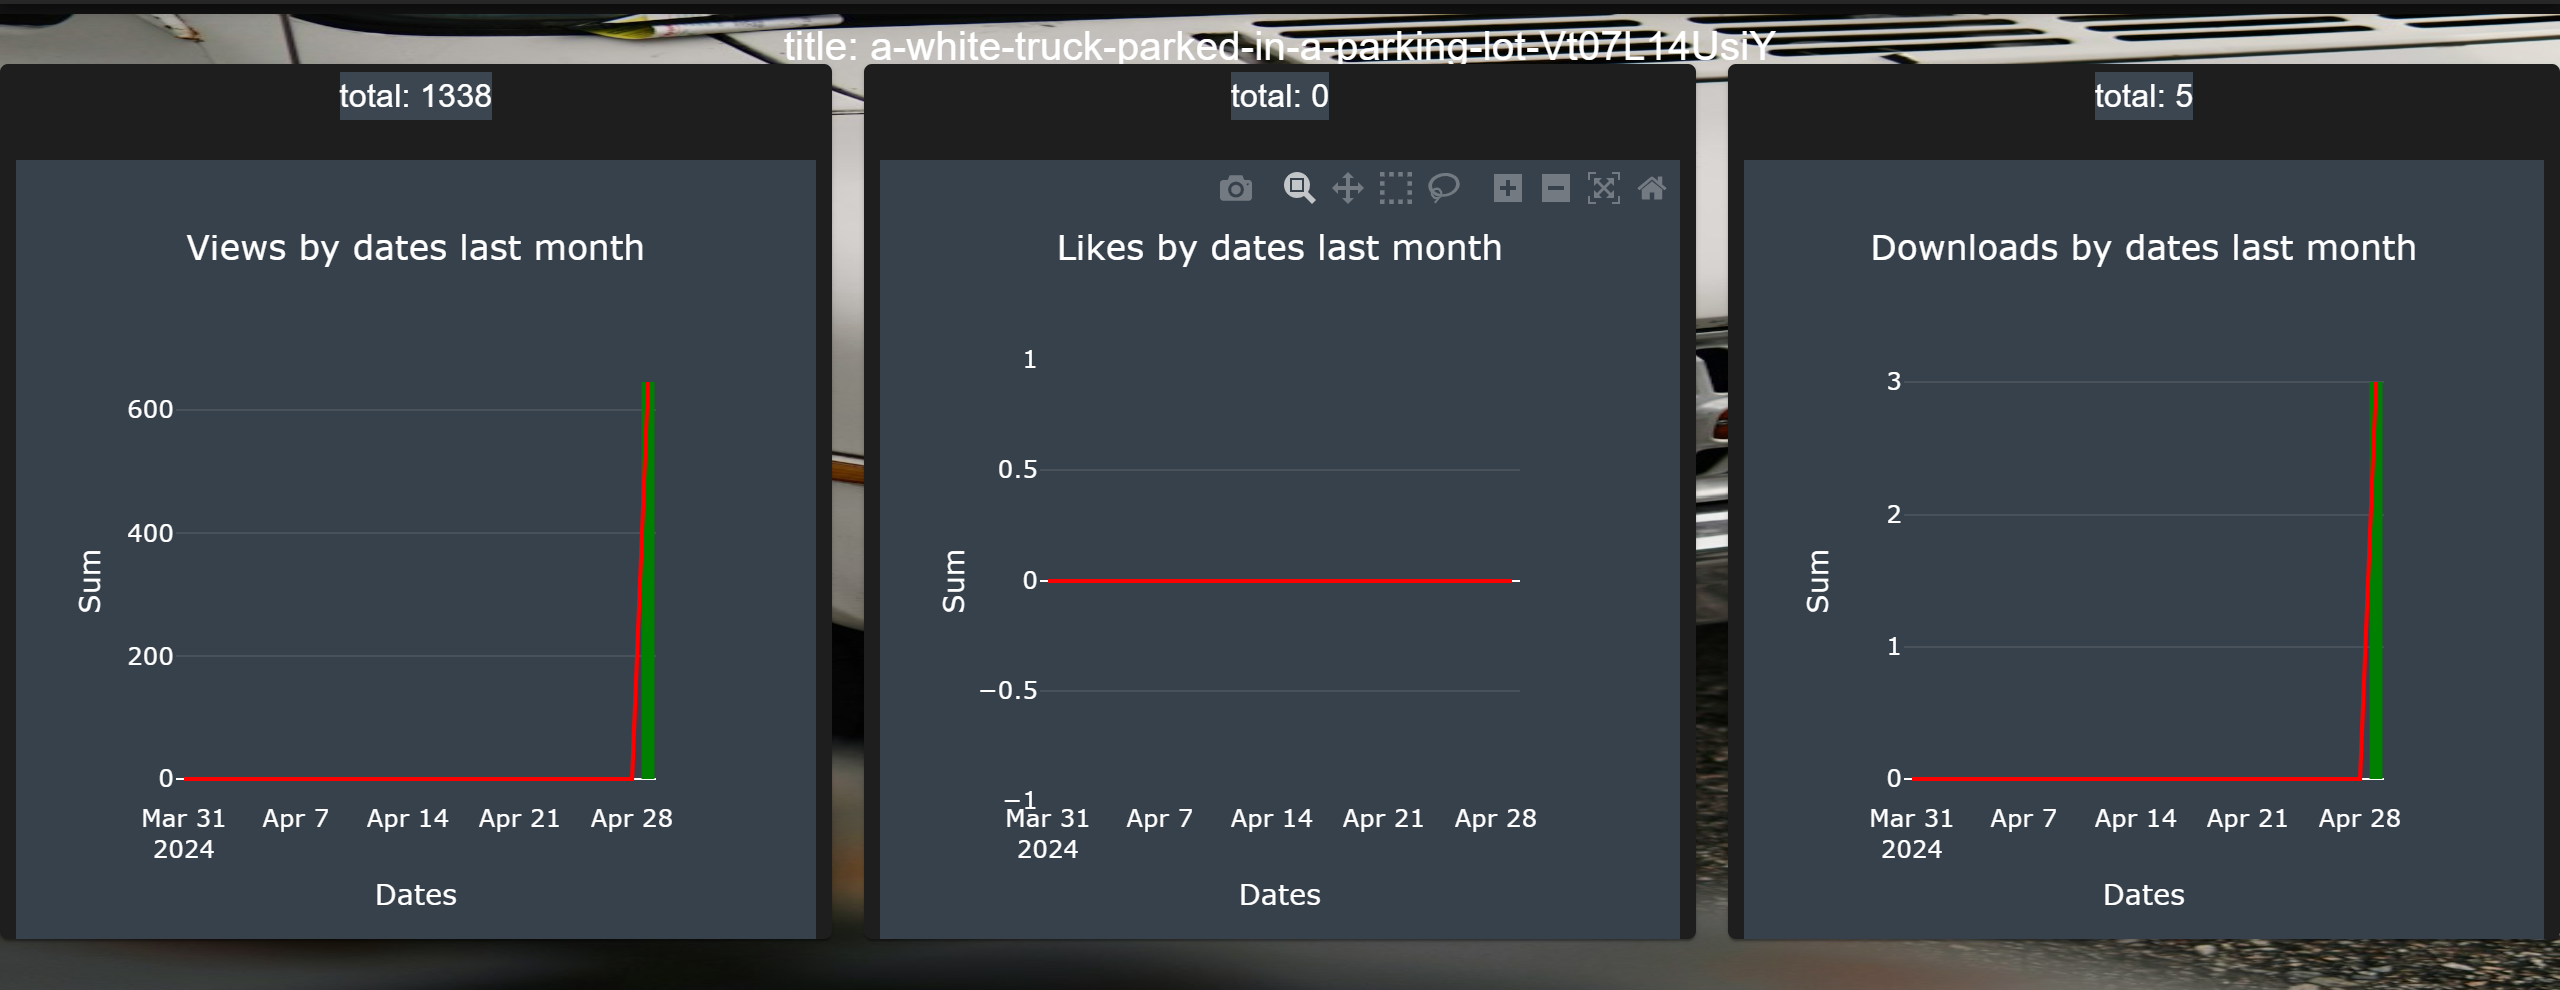 title: a-white-truck-parked-in-a-parking-lot-Vt07L14UsiY
total: 1338
Views by dates last month
600
400
200
0
Sum
Mar 31 Apr 7 Apr 14 Apr 21 Apr 28
2024
Dates
total: 0
Likes by dates last month
1
0.5
0
−0.5
−1
Sum
Mar 31 Apr 7 Apr 14 Apr 21 Apr 28
2024
Dates
total: 5
Downloads by dates last month
3
2
1
0
Sum
Mar 31 Apr 7 Apr 14 Apr 21 Apr 28
2024
Dates